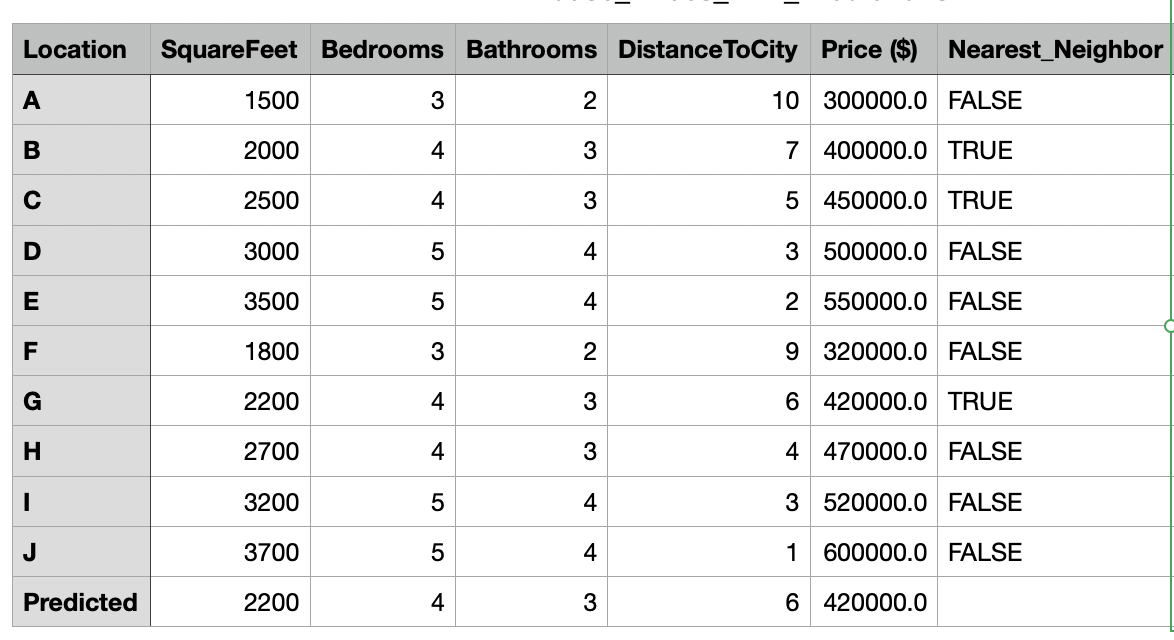 Location SquareFeet Bedrooms Bathrooms DistanceToCity Price ($) Nearest_Neighbor
A 1500 3 2 10 300000.0 FALSE
B 2000 4 3 7 400000.0 TRUE
C 2500 4 3 5 450000.0 TRUE
D 3000 5 4 3 500000.0 FALSE
E 3500 5 4 2 550000.0 FALSE
F 1800 3 2 9 320000.0 FALSE
G 2200 4 3 6 420000.0 TRUE
H 2700 4 3 4 470000.0 FALSE
I 3200 5 4 3 520000.0 FALSE
J 3700 5 4 1 600000.0 FALSE
Predicted 2200 4 3 6 420000.0